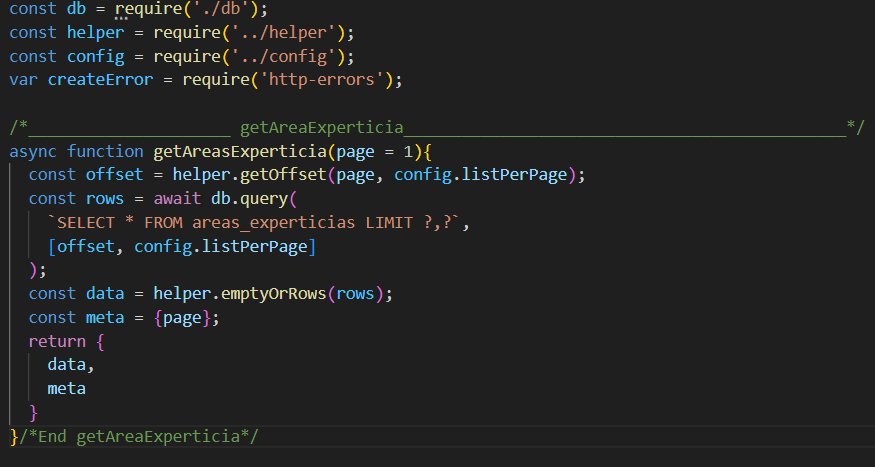 const db = require('./db');
const helper = require('../helper');
const config = require('../config');
var createError = require('http-errors');
/*_____________________ getAreaExperticia______________________________________________*/
async function getAreasExperticia(page = 1){
const offset = helper.getOffset(page, config.listPerPage);
const rows = await db.query(
`SELECT * FROM areas_experticias LIMIT ?,?`,
[offset, config.listPerPage]
);
const data = helper.emptyOrRows(rows);
const meta = {page};
return {
data,
meta
}
}/*End getAreaExperticia*/